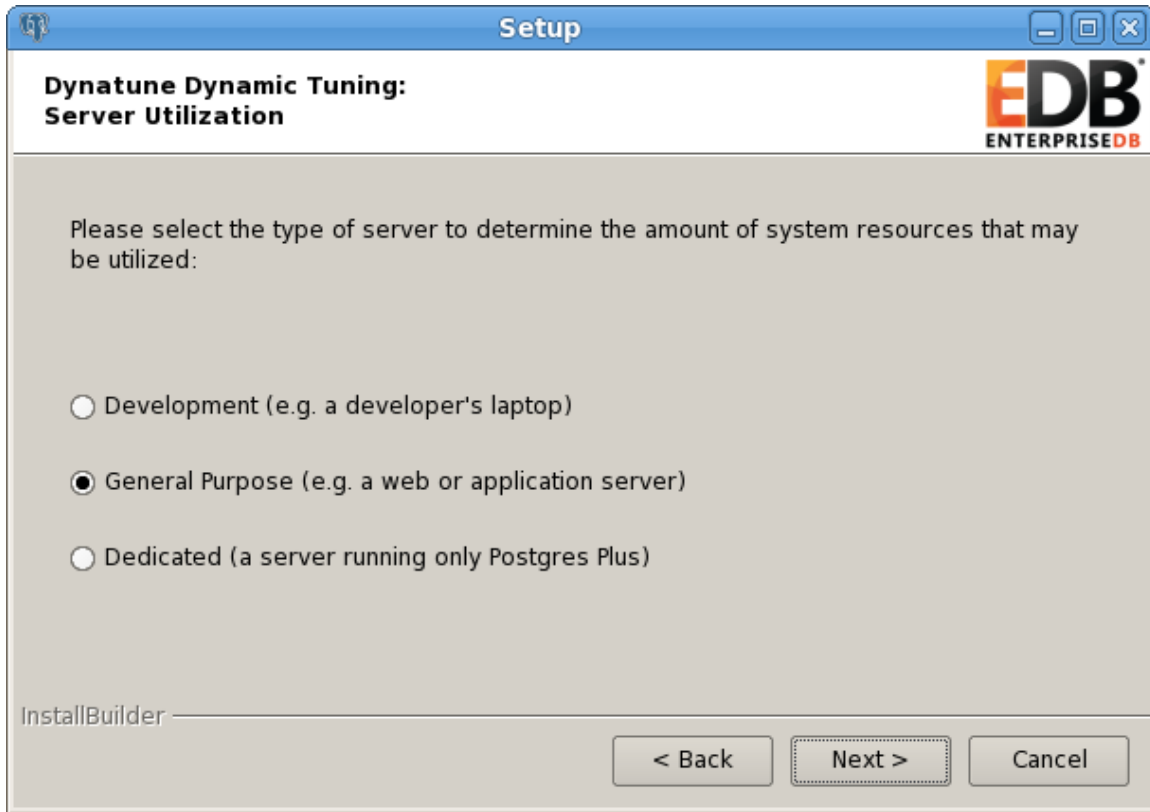 Setup
Dynatune Dynamic Tuning:
Server Utilization
EDB
ENTERPRISEDB
Please select the type of server to determine the amount of system resources that may
be utilized:
Development (e.g. a developer's laptop)
General Purpose (e.g. a web or application server)
Dedicated (a server running only Postgres Plus)
InstallBuilder
< Back
Next >
Cancel